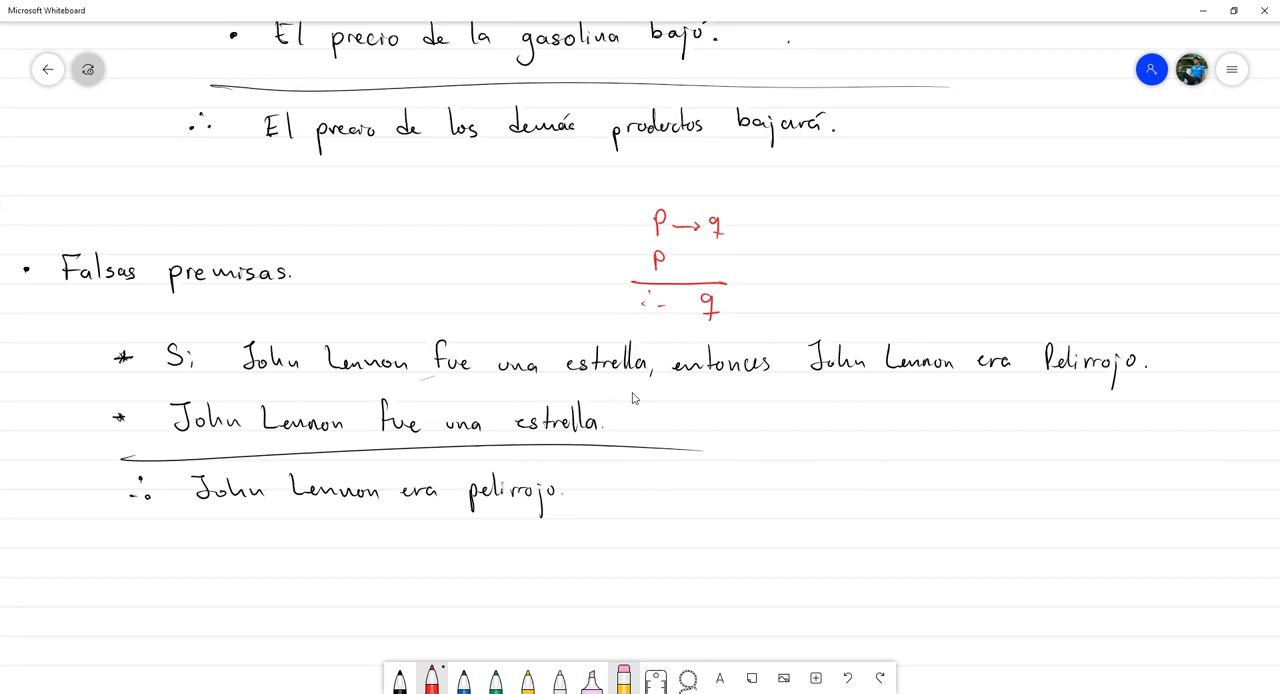 Microsoft Whiteboard
• El precio de la gasolina bajó.
∴ El precio de los demás productos bajará.
p → q
p
∴ q
• Falsas premisas.
* Si John Lennon fue una estrella, entonces John Lennon era Pelirrojo.
* John Lennon fue una estrella.
∴ John Lennon era pelirrojo.
A